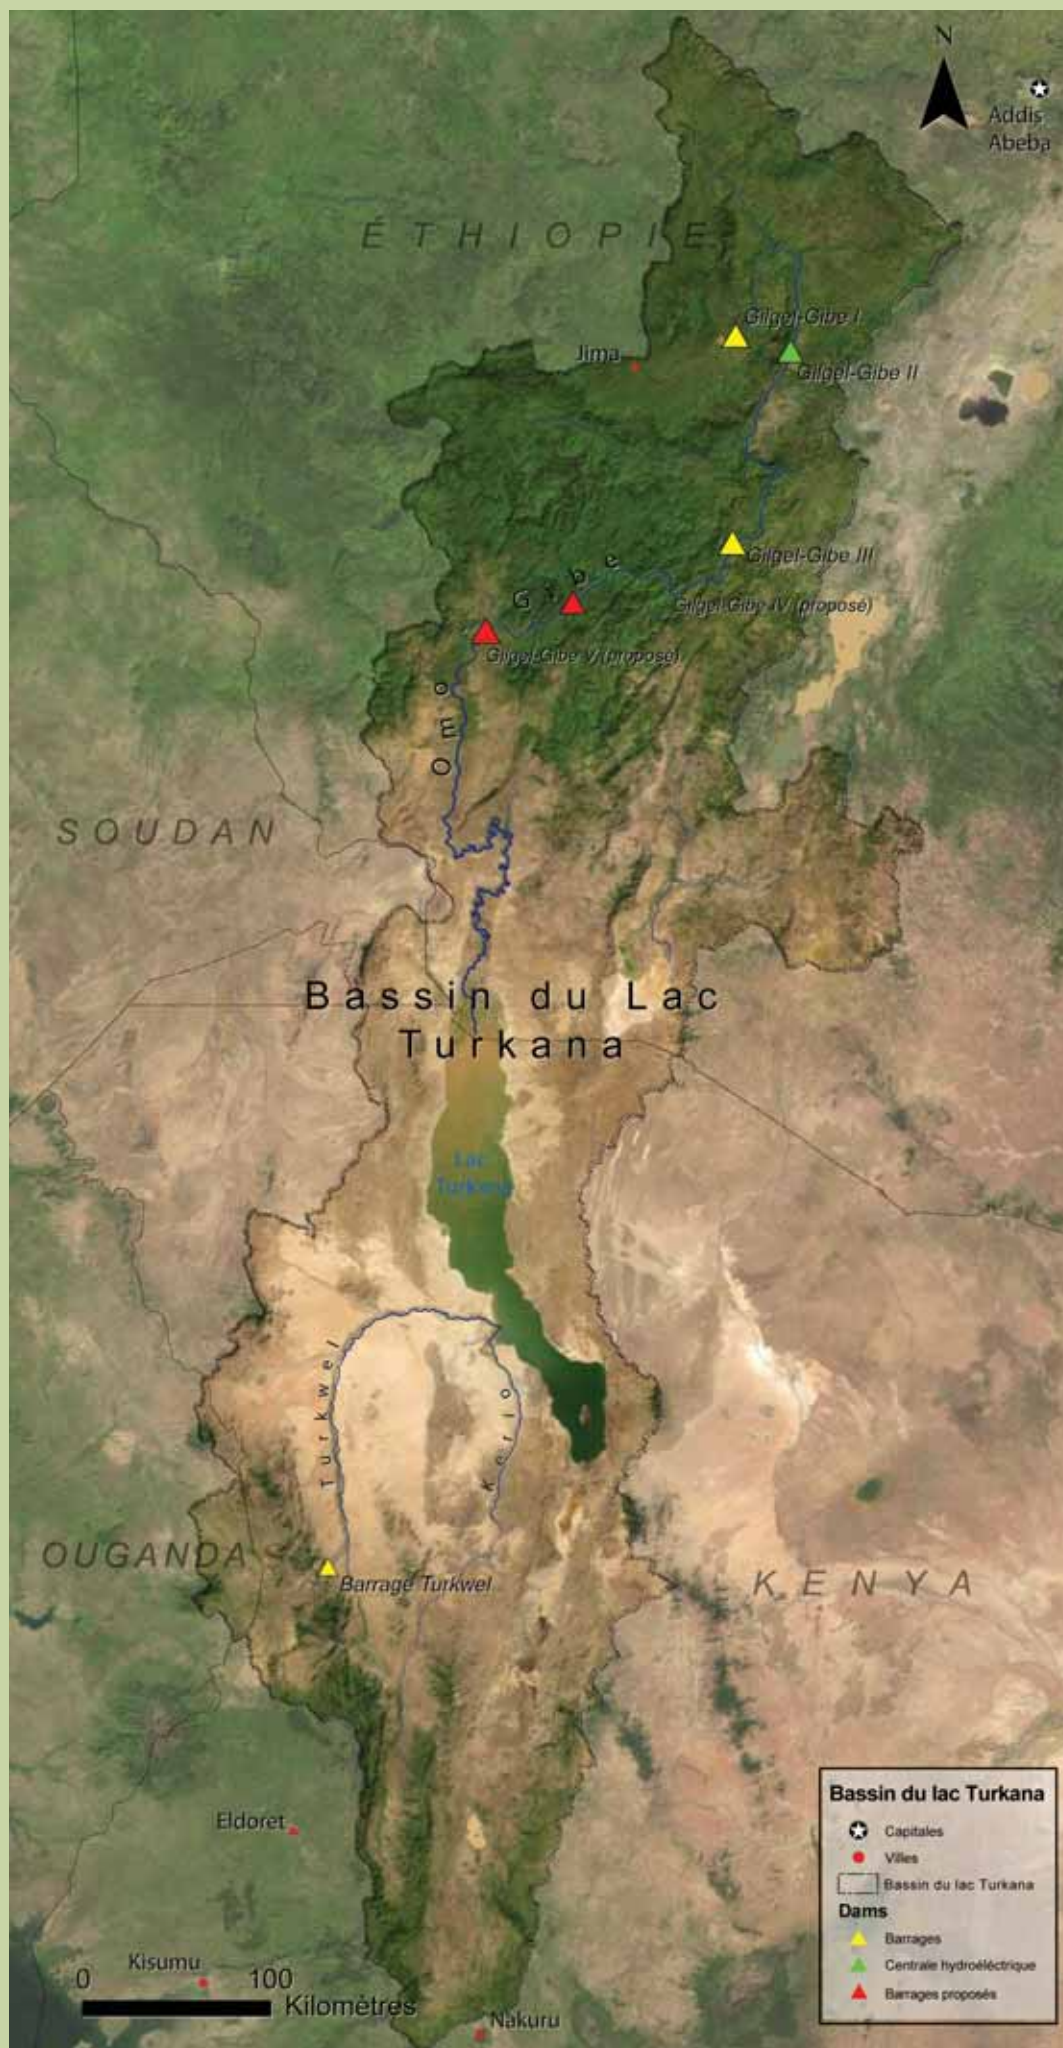 N
Addis
Abeba
ÉTHIOPIE
Gilgel-Gibe I
Jima
Gilgel-Gibe II
Gilgel-Gibe III
Gibe
Gilgel-Gibe IV (proposé)
Gilgel-Gibe V (proposé)
Omo
SOUDAN
Bassin du Lac
Turkana
Lac
Turkana
Turkwel
Kerio
OUGANDA
Barrage Turkwel
KENYA
Eldoret
Kisumu
0 100
Kilomètres
Nakuru
Bassin du lac Turkana
Capitales
Villes
Bassin du lac Turkana
Dams
Barrages
Centrale hydroéléctrique
Barrages proposés